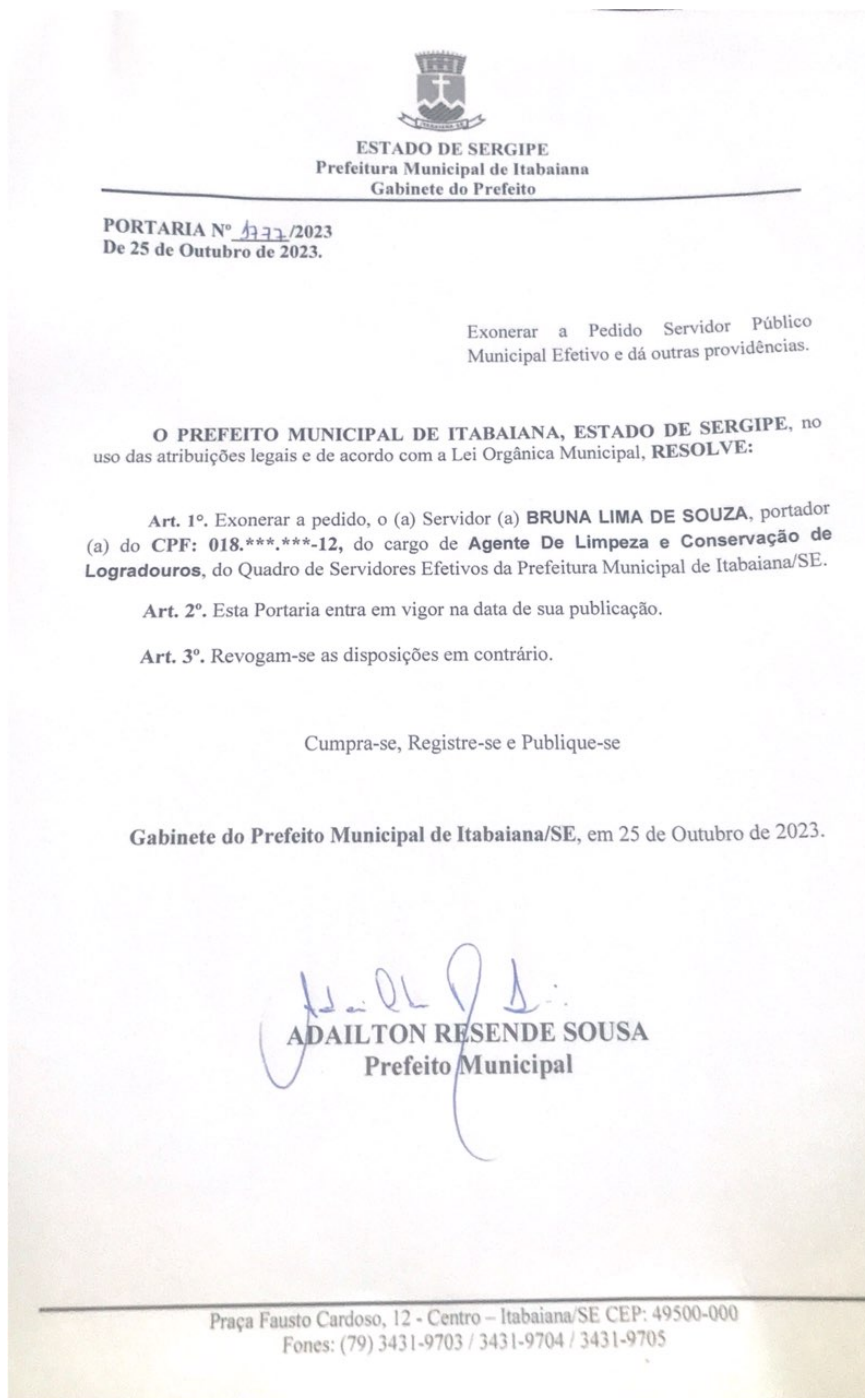 ESTADO DE SERGIPE
Prefeitura Municipal de Itabaiana
Gabinete do Prefeito
PORTARIA Nº 1777/2023
De 25 de Outubro de 2023.
Exonerar a Pedido Servidor Público
Municipal Efetivo e dá outras providências.
O PREFEITO MUNICIPAL DE ITABAIANA, ESTADO DE SERGIPE, no
uso das atribuições legais e de acordo com a Lei Orgânica Municipal, RESOLVE:
Art. 1º. Exonerar a pedido, o (a) Servidor (a) BRUNA LIMA DE SOUZA, portador
(a) do CPF: 018.***.***-12, do cargo de Agente De Limpeza e Conservação de
Logradouros, do Quadro de Servidores Efetivos da Prefeitura Municipal de Itabaiana/SE.
Art. 2º. Esta Portaria entra em vigor na data de sua publicação.
Art. 3º. Revogam-se as disposições em contrário.
Cumpra-se, Registre-se e Publique-se
Gabinete do Prefeito Municipal de Itabaiana/SE, em 25 de Outubro de 2023.
ADAILTON RESENDE SOUSA
Prefeito Municipal
Praça Fausto Cardoso, 12 - Centro – Itabaiana/SE CEP: 49500-000
Fones: (79) 3431-9703 / 3431-9704 / 3431-9705